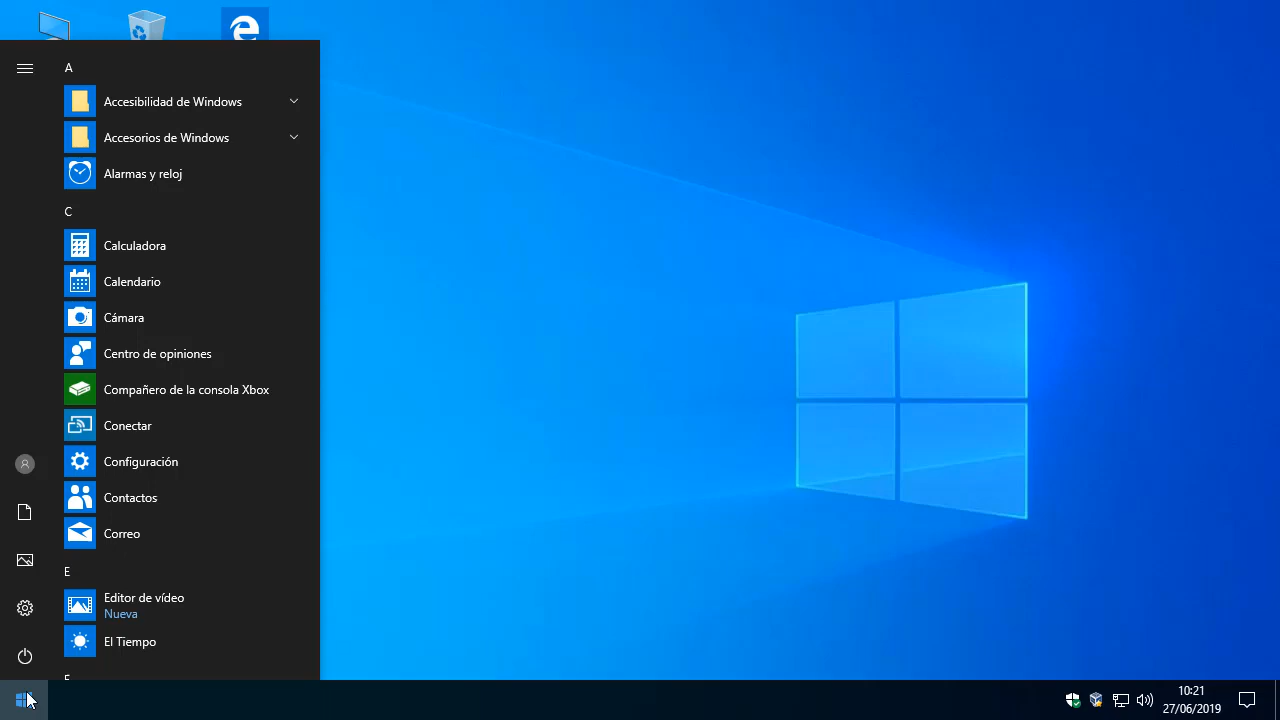 A
Accesibilidad de Windows
Accesorios de Windows
Alarmas y reloj
C
Calculadora
Calendario
Cámara
Centro de opiniones
Compañero de la consola Xbox
Conectar
Configuración
Contactos
Correo
E
Editor de vídeo
Nueva
El Tiempo
10:21
27/06/2019